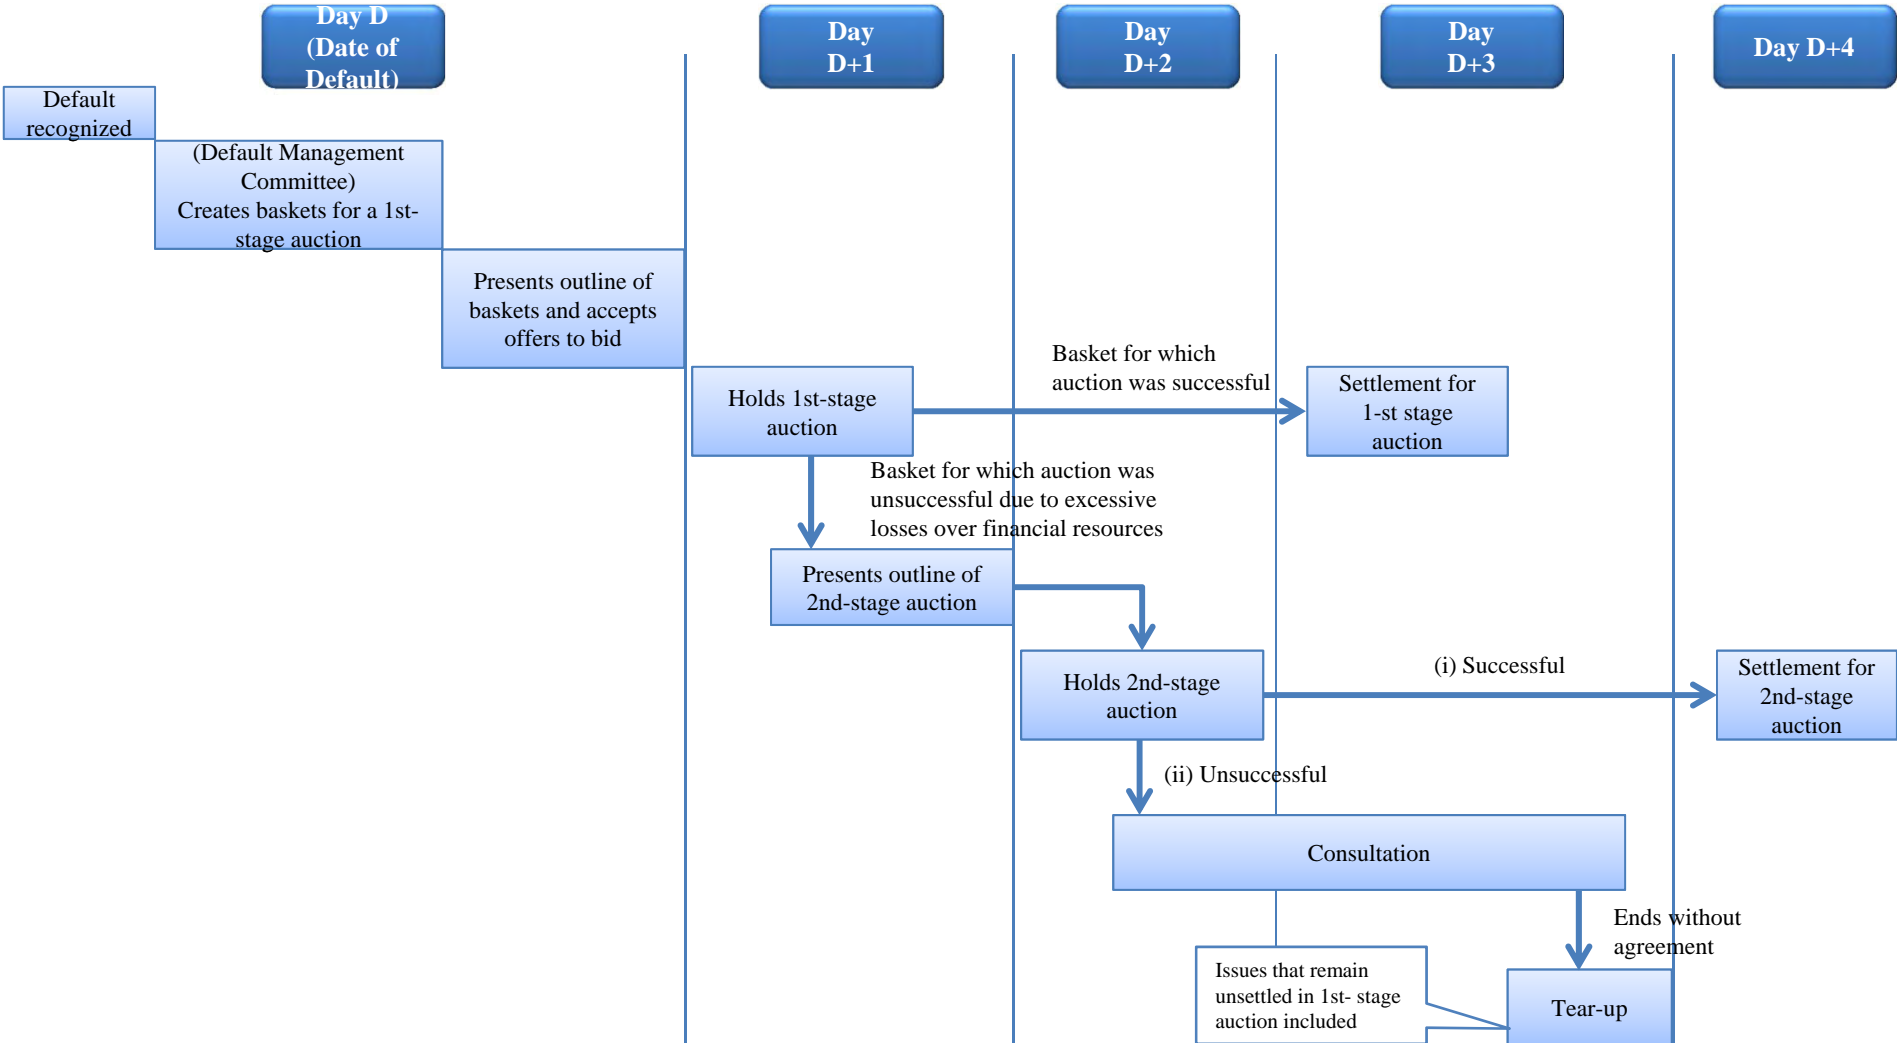 Day D
(Date of
Default)
Day
D+1
Day
D+2
Day
D+3
Day D+4
Default
recognized
(Default Management
Committee)
Creates baskets for a 1st-
stage auction
Presents outline of
baskets and accepts
offers to bid
Holds 1st-stage
auction
Basket for which
auction was successful
Settlement for
1-st stage
auction
Basket for which auction was
unsuccessful due to excessive
losses over financial resources
Presents outline of
2nd-stage auction
Holds 2nd-stage
auction
(i) Successful
Settlement for
2nd-stage
auction
(ii) Unsuccessful
Consultation
Ends without
agreement
Issues that remain
unsettled in 1st- stage
auction included
Tear-up